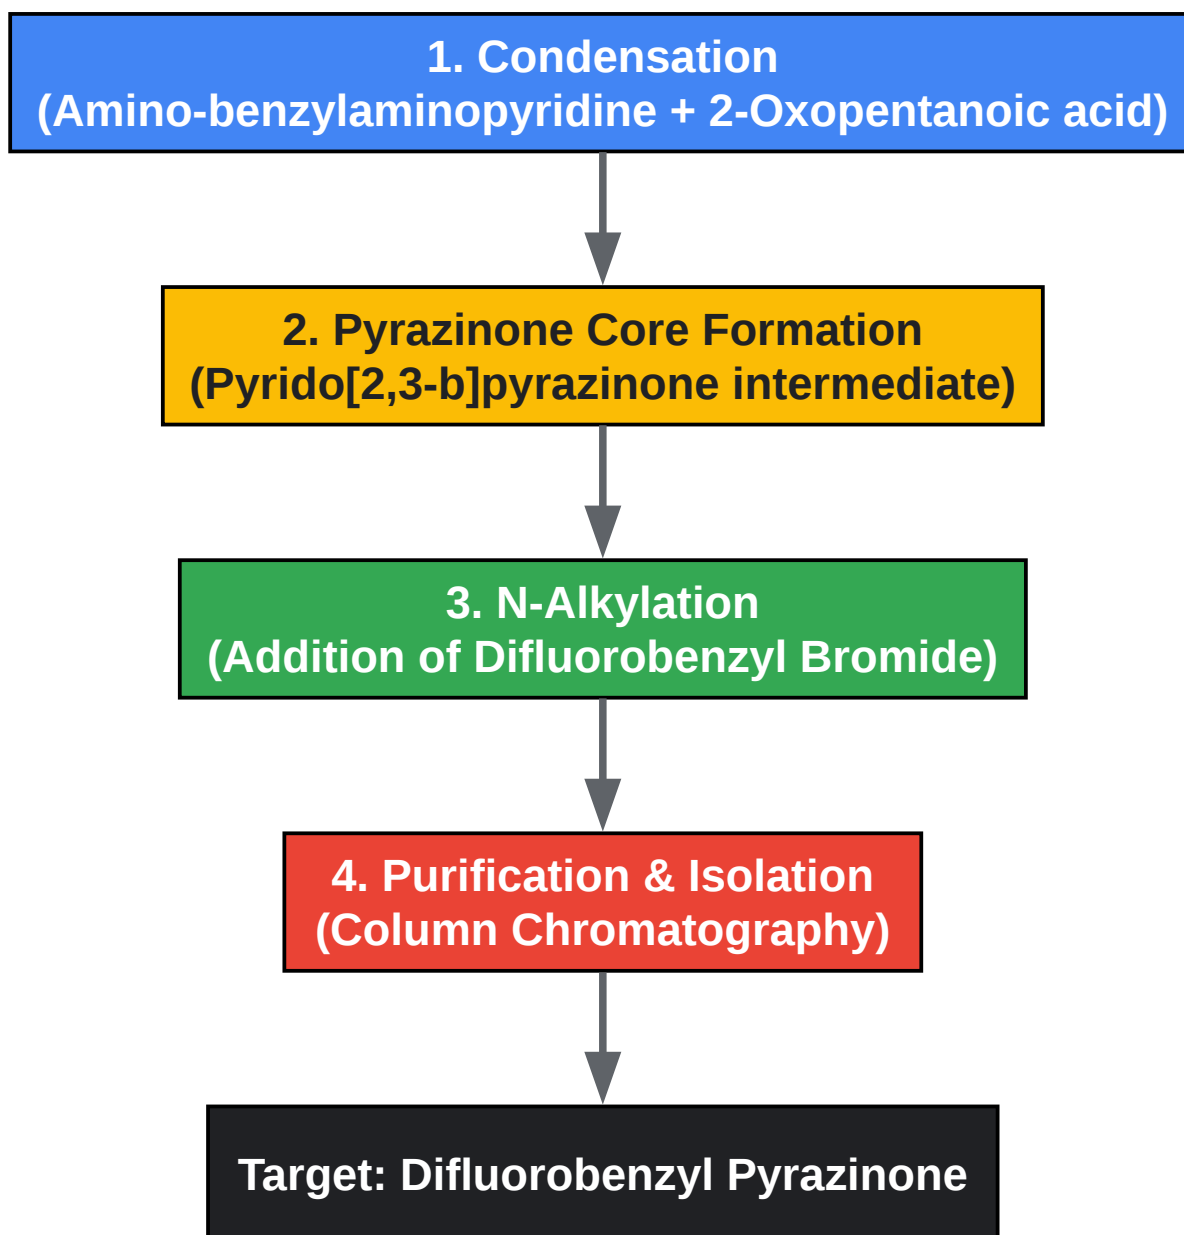 1. Condensation
(Amino-benzylaminopyridine + 2-Oxopentanoic acid)
2. Pyrazinone Core Formation
(Pyrido[2,3-b]pyrazinone intermediate)
3. N-Alkylation
(Addition of Difluorobenzyl Bromide)
4. Purification & Isolation
(Column Chromatography)
Target: Difluorobenzyl Pyrazinone